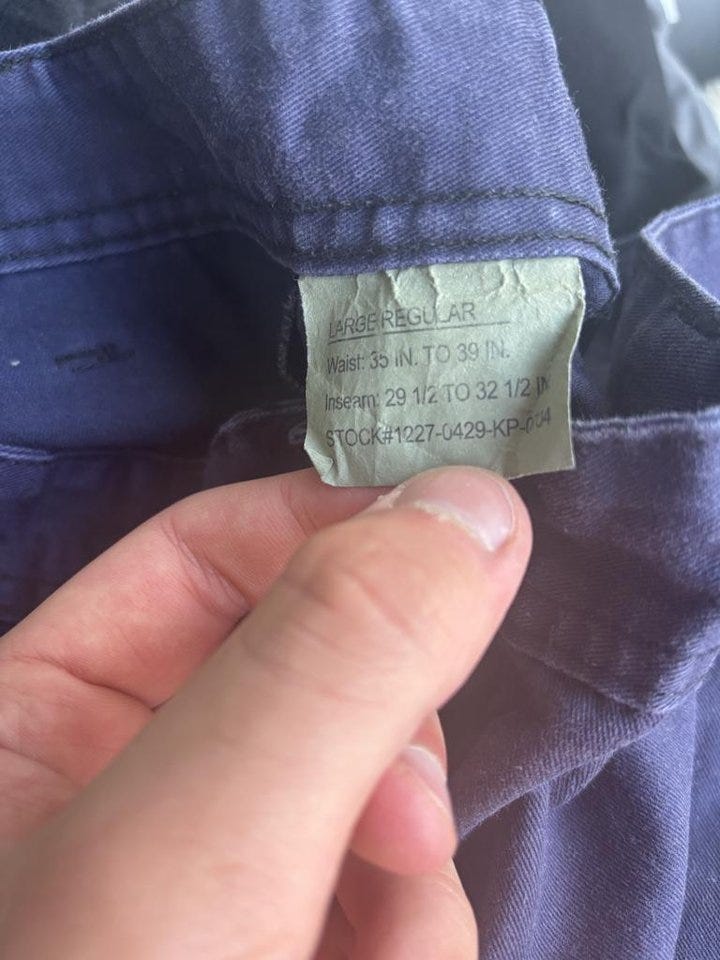 LARGE REGULAR
Waist: 35 IN. TO 39 IN.
Inseam: 29 1/2 TO 32 1/2 IN
STOCK#1227-0429-KP-004